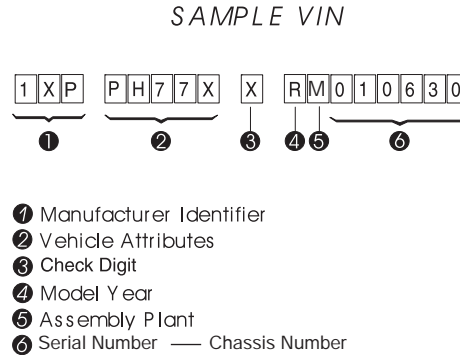 SAMPLE VIN
1XP PH77X X RM010630
1 2 3 4 5 6
1 Manufacturer Identifier
2 Vehicle Attributes
3 Check Digit
4 Model Year
5 Assembly Plant
6 Serial Number — Chassis Number